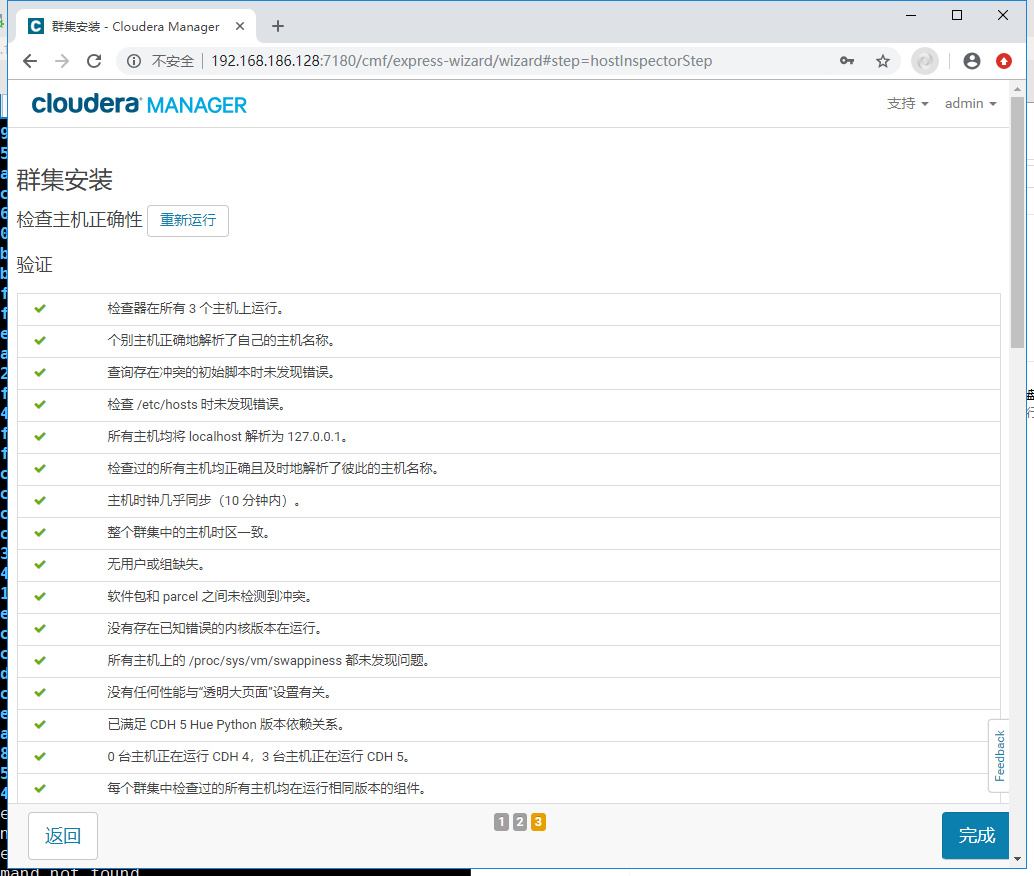 群集安装 - Cloudera Manager
不安全 192.168.186.128:7180/cmf/express-wizard/wizard#step=hostInspectorStep
cloudera MANAGER
支持 admin
群集安装
检查主机正确性 重新运行
验证
检查器在所有 3 个主机上运行。
个别主机正确地解析了自己的主机名称。
查询存在冲突的初始脚本时未发现错误。
检查 /etc/hosts 时未发现错误。
所有主机均将 localhost 解析为 127.0.0.1。
检查过的所有主机均正确且及时地解析了彼此的主机名称。
主机时钟几乎同步（10 分钟内）。
整个群集中的主机时区一致。
无用户或组缺失。
软件包和 parcel 之间未检测到冲突。
没有存在已知错误的内核版本在运行。
所有主机上的 /proc/sys/vm/swappiness 都未发现问题。
没有任何性能与“透明大页面”设置有关。
已满足 CDH 5 Hue Python 版本依赖关系。
0 台主机正在运行 CDH 4，3 台主机正在运行 CDH 5。
每个群集中检查过的所有主机均在运行相同版本的组件。
Feedback
返回 1 2 3 完成
mand not found